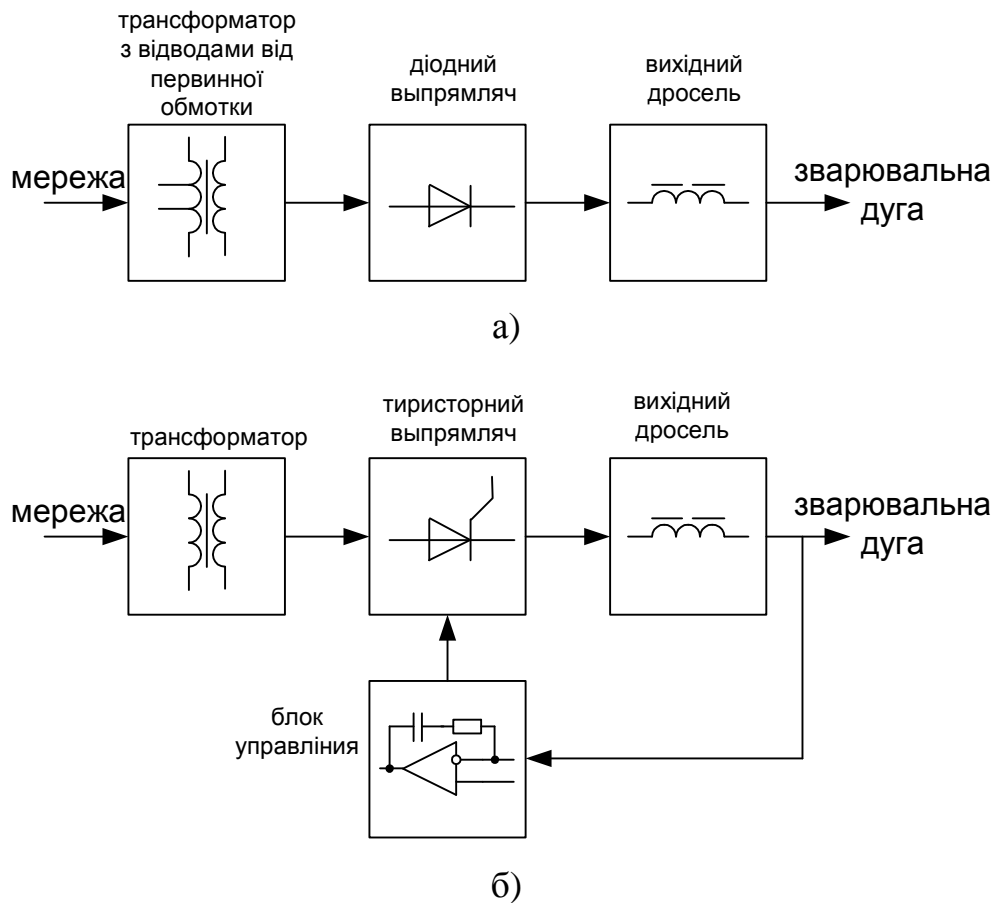 трансформатор
з відводами від
первинної
обмотки
діодний
выпрямляч
вихідний
дросель
мережа
зварювальна
дуга
а)
трансформатор
тиристорний
выпрямляч
вихідний
дросель
мережа
зварювальна
дуга
блок
управління
б)